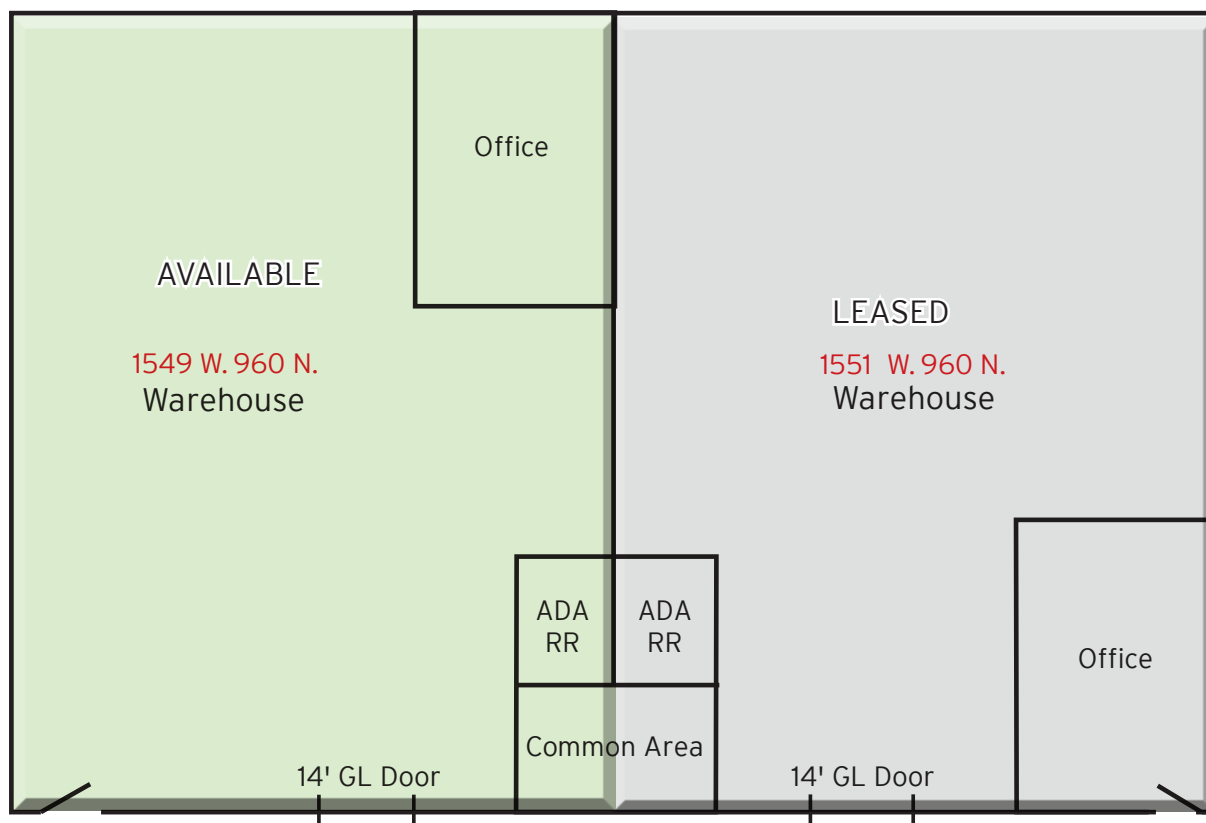 Office
AVAILABLE
1549 W. 960 N.
Warehouse
LEASED
1551 W. 960 N.
Warehouse
ADA
RR
ADA
RR
Office
Common Area
14' GL Door
14' GL Door